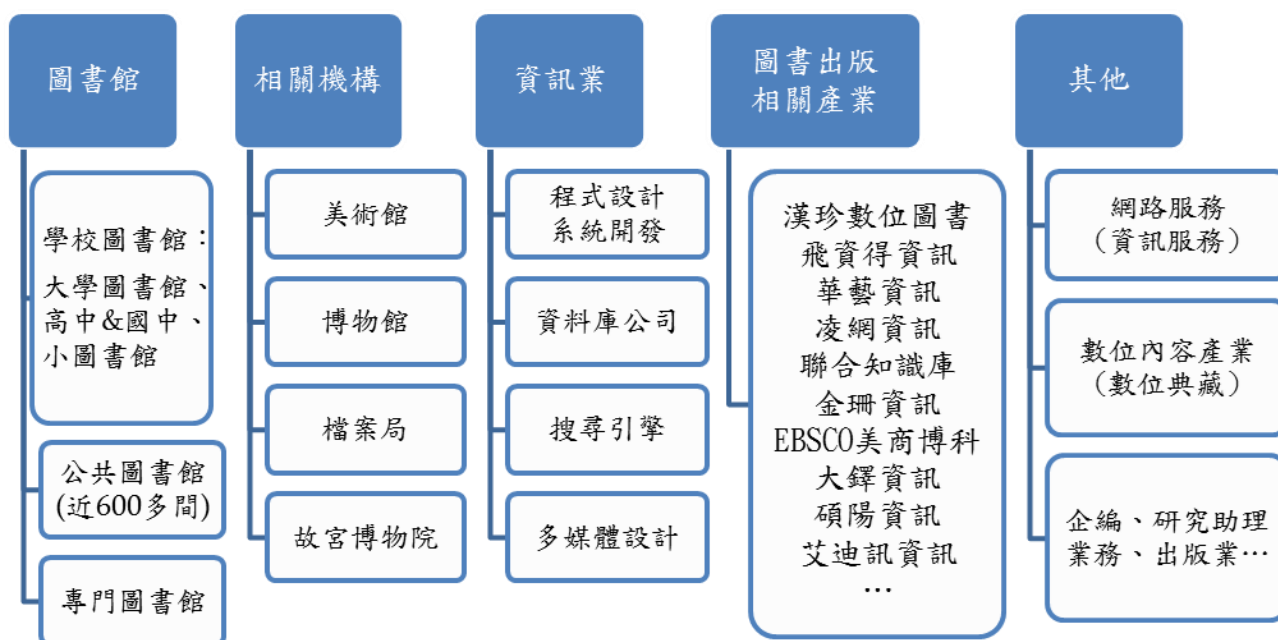 圖書館
學校圖書館：
大學圖書館、
高中&國中、
小圖書館
公共圖書館
(近600多間)
專門圖書館
相關機構
美術館
博物館
檔案局
故宮博物院
資訊業
程式設計
系統開發
資料庫公司
搜尋引擎
多媒體設計
圖書出版
相關產業
漢珍數位圖書
飛資得資訊
華藝資訊
凌網資訊
聯合知識庫
金珊資訊
EBSCO美商博科
大鐸資訊
碩陽資訊
艾迪訊資訊
…
其他
網路服務
（資訊服務）
數位內容產業
（數位典藏）
企編、研究助理
業務、出版業…